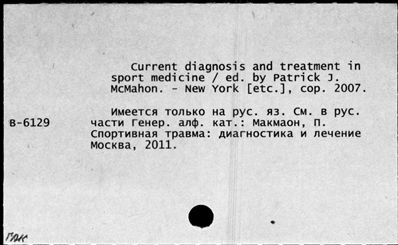 Current diagnosis and treatment in
sport medicine / ed. by Patrick J.
McMahon. - New York [etc.], cop. 2007.
Имеется только на рус. яз. См. в рус.
в-6129 части Генер. алф. кат.: Макмаон, П.
Спортивная травма: диагностика и лечение
Москва, 2011.